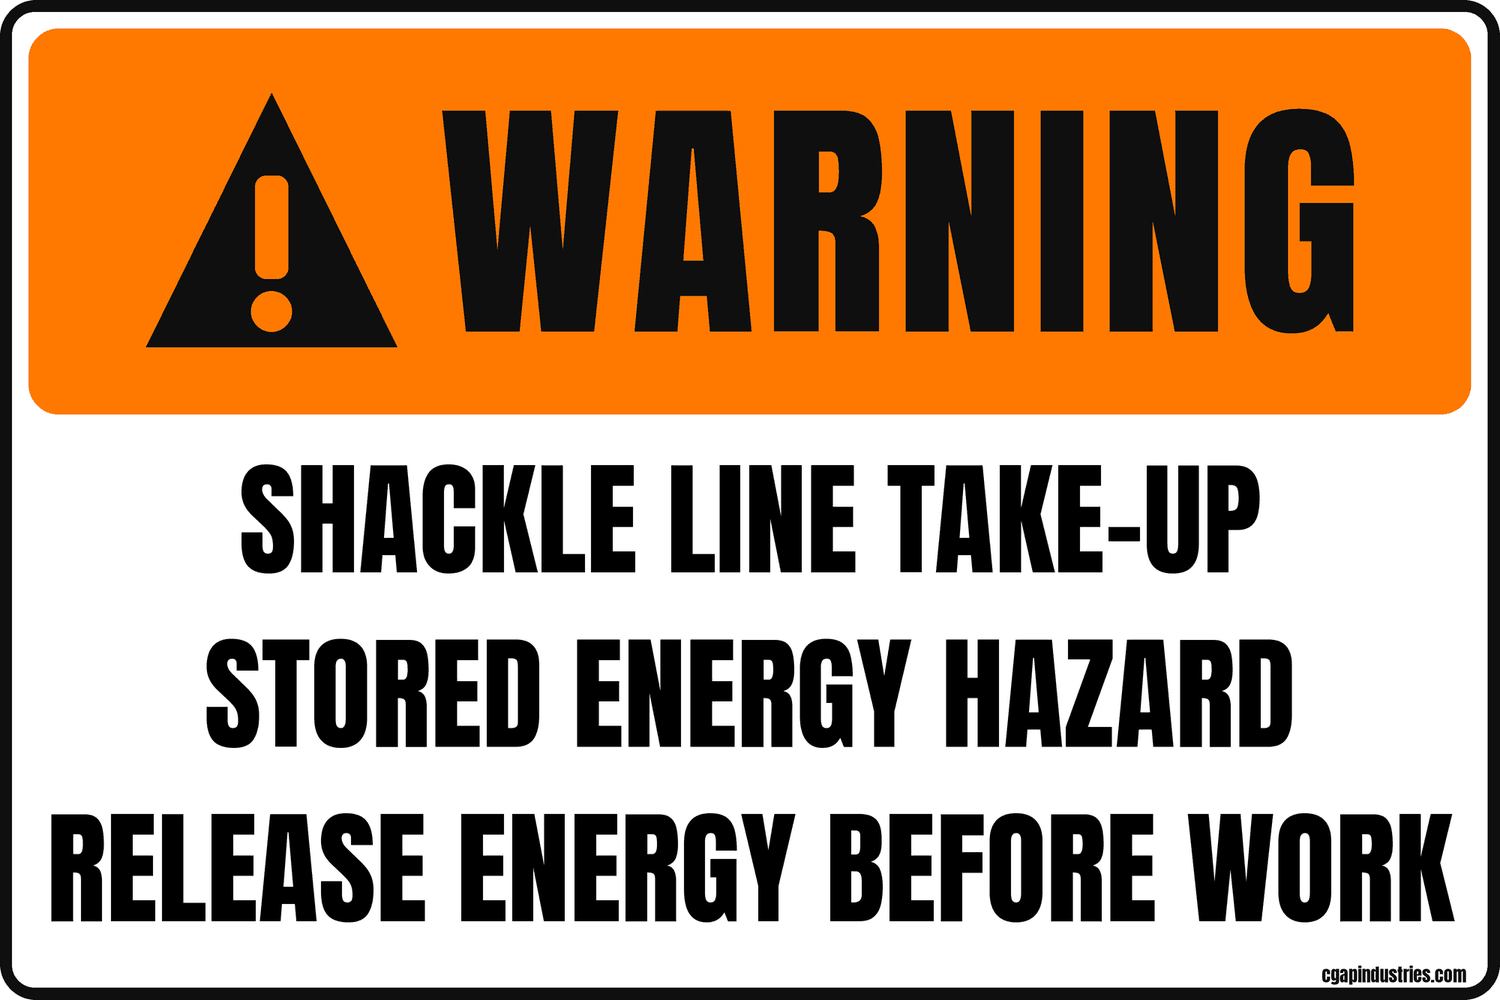 WARNING
SHACKLE LINE TAKE-UP
STORED ENERGY HAZARD
RELEASE ENERGY BEFORE WORK
cgapindustries.com